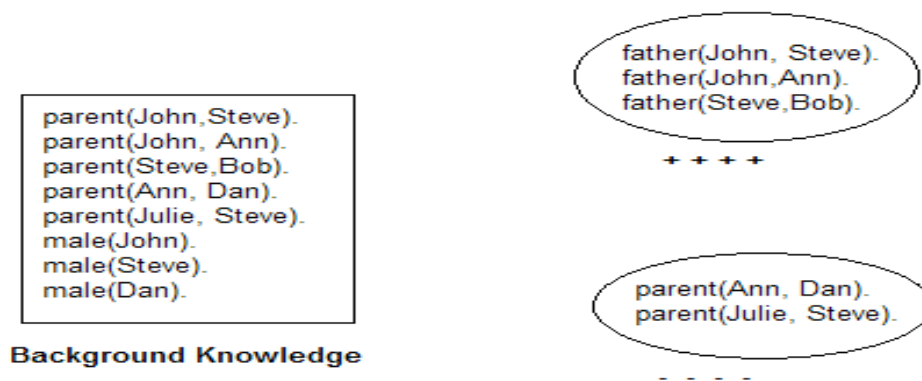 parent(John,Steve).
parent(John, Ann).
parent(Steve,Bob).
parent(Ann, Dan).
parent(Julie, Steve).
male(John).
male(Steve).
male(Dan).
Background Knowledge
father(John, Steve).
father(John,Ann).
father(Steve,Bob).
+ + + +
parent(Ann, Dan).
parent(Julie, Steve).
- - - -